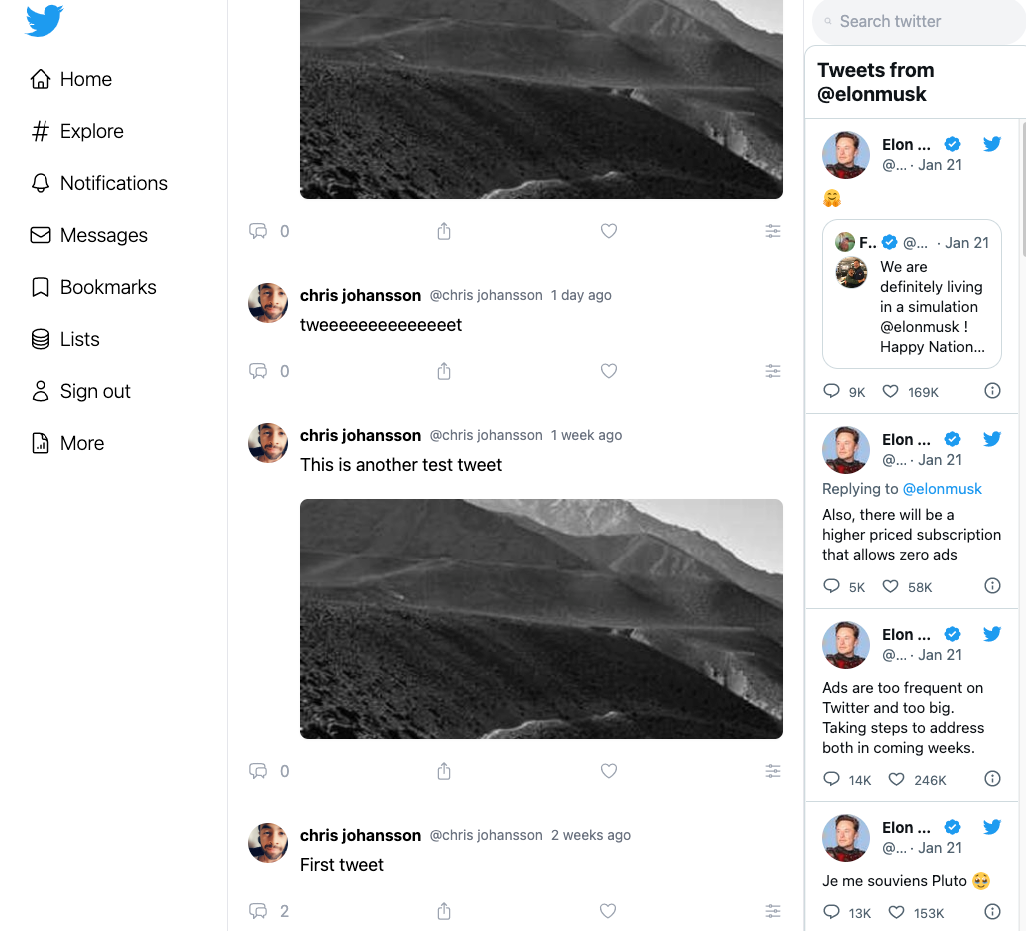 Home
Explore
Notifications
Messages
Bookmarks
Lists
Sign out
More
0
chris johansson @chris johansson 1 day ago
tweeeeeeeeeeeeeet
0
chris johansson @chris johansson 1 week ago
This is another test tweet
0
chris johansson @chris johansson 2 weeks ago
First tweet
2
Search twitter
Tweets from
@elonmusk
Elon ...
@... · Jan 21
🤗
F.. @... · Jan 21
We are
definitely living
in a simulation
@elonmusk !
Happy Nation...
9K 169K
Elon ...
@... · Jan 21
Replying to @elonmusk
Also, there will be a
higher priced subscription
that allows zero ads
5K 58K
Elon ...
@... · Jan 21
Ads are too frequent on
Twitter and too big.
Taking steps to address
both in coming weeks.
14K 246K
Elon ...
@... · Jan 21
Je me souviens Pluto 🥹
13K 153K